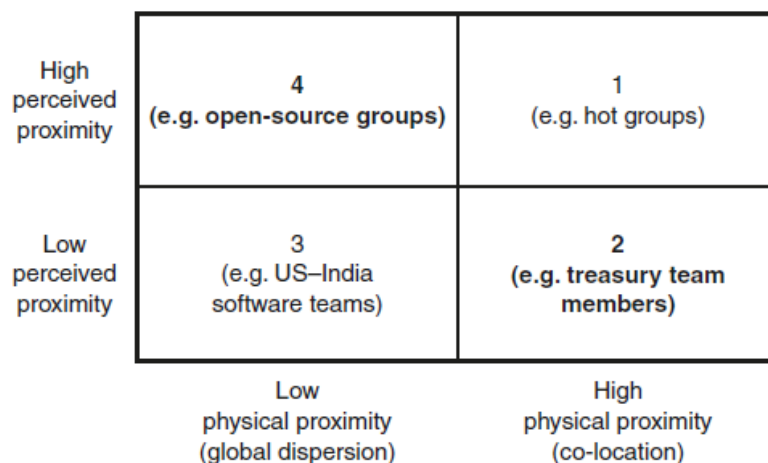 High
perceived
proximity
4
(e.g. open-source groups)
1
(e.g. hot groups)
Low
perceived
proximity
3
(e.g. US–India
software teams)
2
(e.g. treasury team
members)
Low
physical proximity
(global dispersion)
High
physical proximity
(co-location)